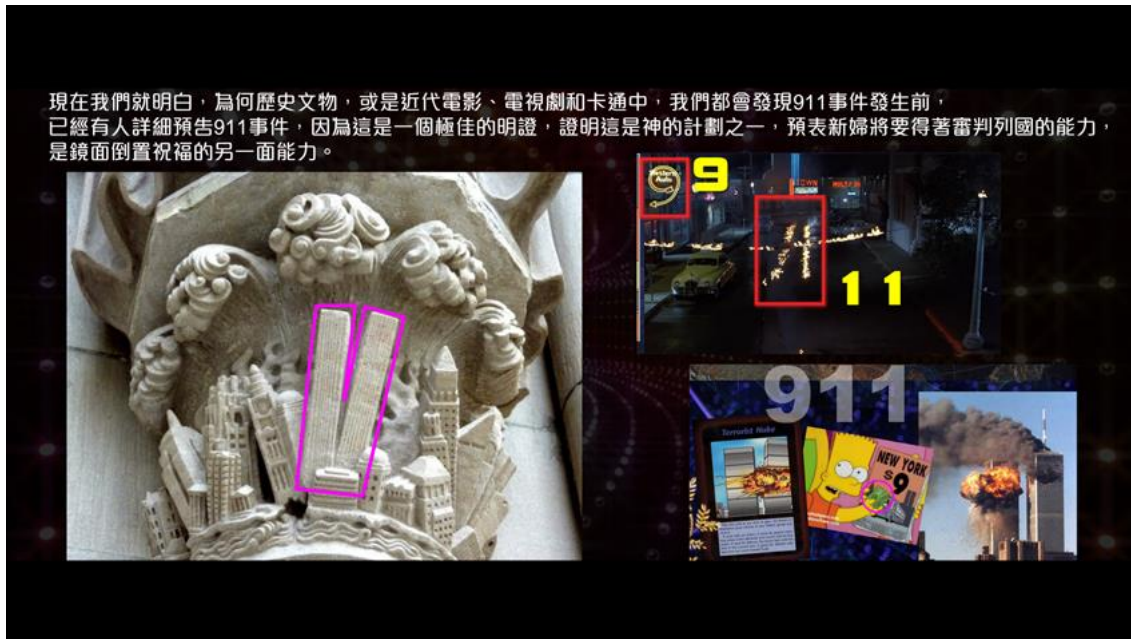 現在我們就明白，為何歷史文物，或是近代電影、電視劇和卡通中，我們都會發現911事件發生前，
已經有人詳細預告911事件，因為這是一個極佳的明證，證明這是神的計劃之一，預表新婦將要得著審判列國的能力，
是鏡面倒置祝福的另一面能力。
Western
Auto
9
TOWN
11
911
Terrorist Nuke
NEW YORK
$9